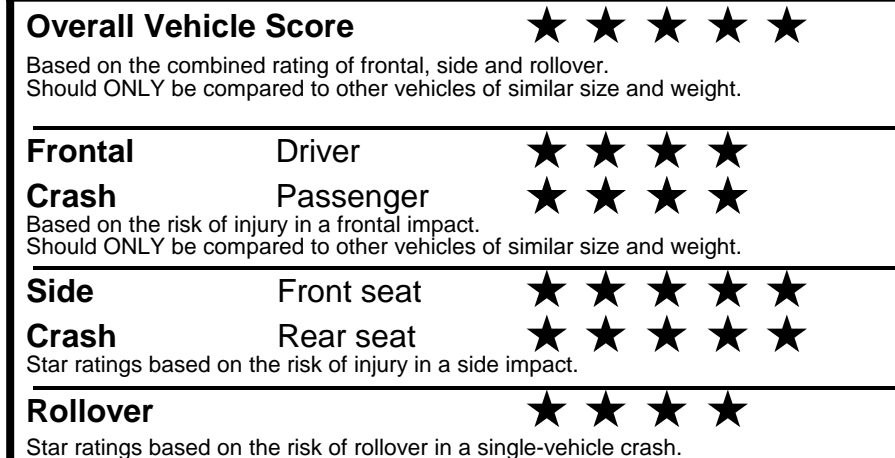 Overall Vehicle Score ★ ★ ★ ★ ★
Based on the combined rating of frontal, side and rollover.
Should ONLY be compared to other vehicles of similar size and weight.
Frontal Driver ★ ★ ★ ★
Crash Passenger ★ ★ ★ ★
Based on the risk of injury in a frontal impact.
Should ONLY be compared to other vehicles of similar size and weight.
Side Front seat ★ ★ ★ ★ ★
Crash Rear seat ★ ★ ★ ★ ★
Star ratings based on the risk of injury in a side impact.
Rollover ★ ★ ★ ★
Star ratings based on the risk of rollover in a single-vehicle crash.